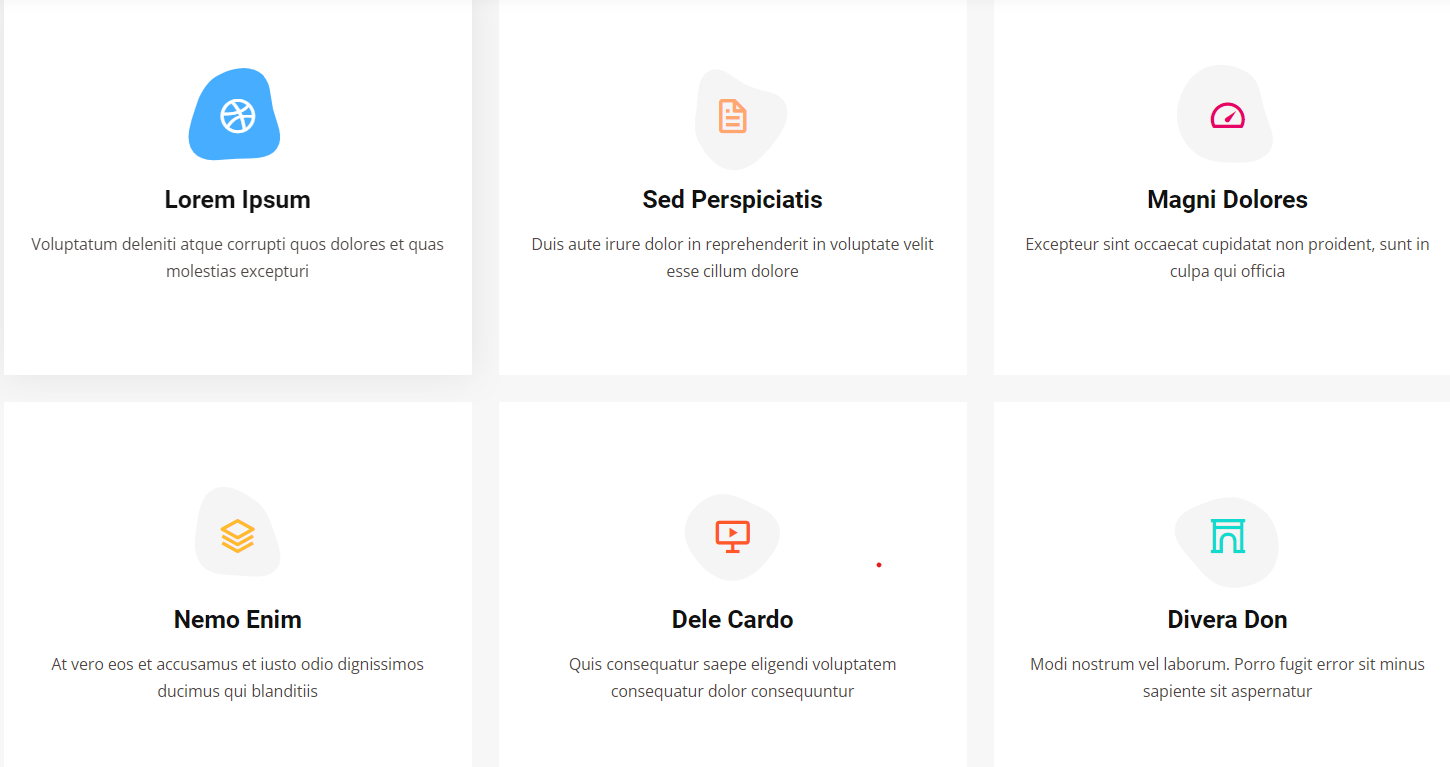 Lorem Ipsum
Voluptatum deleniti atque corrupti quos dolores et quas
molestias excepturi
Sed Perspiciatis
Duis aute irure dolor in reprehenderit in voluptate velit
esse cillum dolore
Magni Dolores
Excepteur sint occaecat cupidatat non proident, sunt in
culpa qui officia
Nemo Enim
At vero eos et accusamus et iusto odio dignissimos
ducimus qui blanditiis
Dele Cardo
Quis consequatur saepe eligendi voluptatem
consequatur dolor consequuntur
Divera Don
Modi nostrum vel laborum. Porro fugit error sit minus
sapiente sit aspernatur